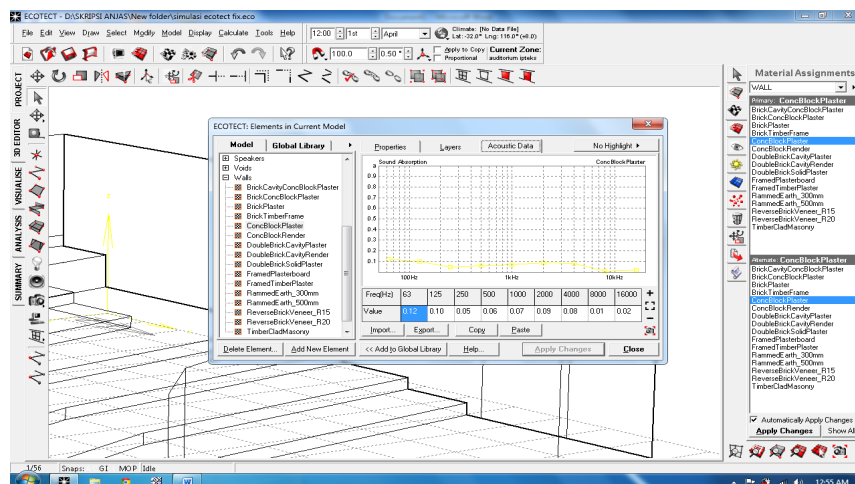 ECOTECT - D:\SKRIPSI ANJAS\New folder\simulasi ecotect fix.eco
File Edit View Draw Select Modify Model Display Calculate Tools Help
12:00 1st April
Climate: [No Data File]
Lat: -32.0° Lng: 116.0° (+8.0)
100.0 0.50 °
Apply to Copy
Proportional
Current Zone:
auditorium ipteks
PROJECT
3D EDITOR
VISUALISE
ANALYSIS
SUMMARY
ECOTECT: Elements in Current Model
Model Global Library
Speakers
Voids
Walls
BrickCavityConcBlockPlaster
BrickConcBlockPlaster
BrickPlaster
BrickTimberFrame
ConcBlockPlaster
ConcBlockRender
DoubleBrickCavityPlaster
DoubleBrickCavityRender
DoubleBrickSolidPlaster
FramedPlasterboard
FramedTimberPlaster
RammedEarth_300mm
RammedEarth_500mm
ReverseBrickVeneer_R15
ReverseBrickVeneer_R20
TimberCladMasonry
Properties Layers Acoustic Data No Highlight
a Sound Absorption ConcBlockPlaster
0.9
0.8
0.7
0.6
0.5
0.4
0.3
0.2
0.1
100Hz 1kHz 10kHz
Freq(Hz) 63 125 250 500 1000 2000 4000 8000 16000
Value 0.12 0.10 0.05 0.06 0.07 0.09 0.08 0.01 0.02
Import... Export... Copy Paste
Delete Element... Add New Element << Add to Global Library Help... Apply Changes Close
Material Assignments
WALL
Primary: ConcBlockPlaster
BrickCavityConcBlockPlaster
BrickConcBlockPlaster
BrickPlaster
BrickTimberFrame
ConcBlockPlaster
ConcBlockRender
DoubleBrickCavityPlaster
DoubleBrickCavityRender
DoubleBrickSolidPlaster
FramedPlasterboard
FramedTimberPlaster
RammedEarth_300mm
RammedEarth_500mm
ReverseBrickVeneer_R15
ReverseBrickVeneer_R20
TimberCladMasonry
Alternate: ConcBlockPlaster
BrickCavityConcBlockPlaster
BrickConcBlockPlaster
BrickPlaster
BrickTimberFrame
ConcBlockPlaster
ConcBlockRender
DoubleBrickCavityPlaster
DoubleBrickCavityRender
DoubleBrickSolidPlaster
FramedPlasterboard
FramedTimberPlaster
RammedEarth_300mm
RammedEarth_500mm
ReverseBrickVeneer_R15
ReverseBrickVeneer_R20
TimberCladMasonry
Automatically Apply Changes
Apply Changes Show All
1/56 Snaps: GI MOP Idle
12:55 AM